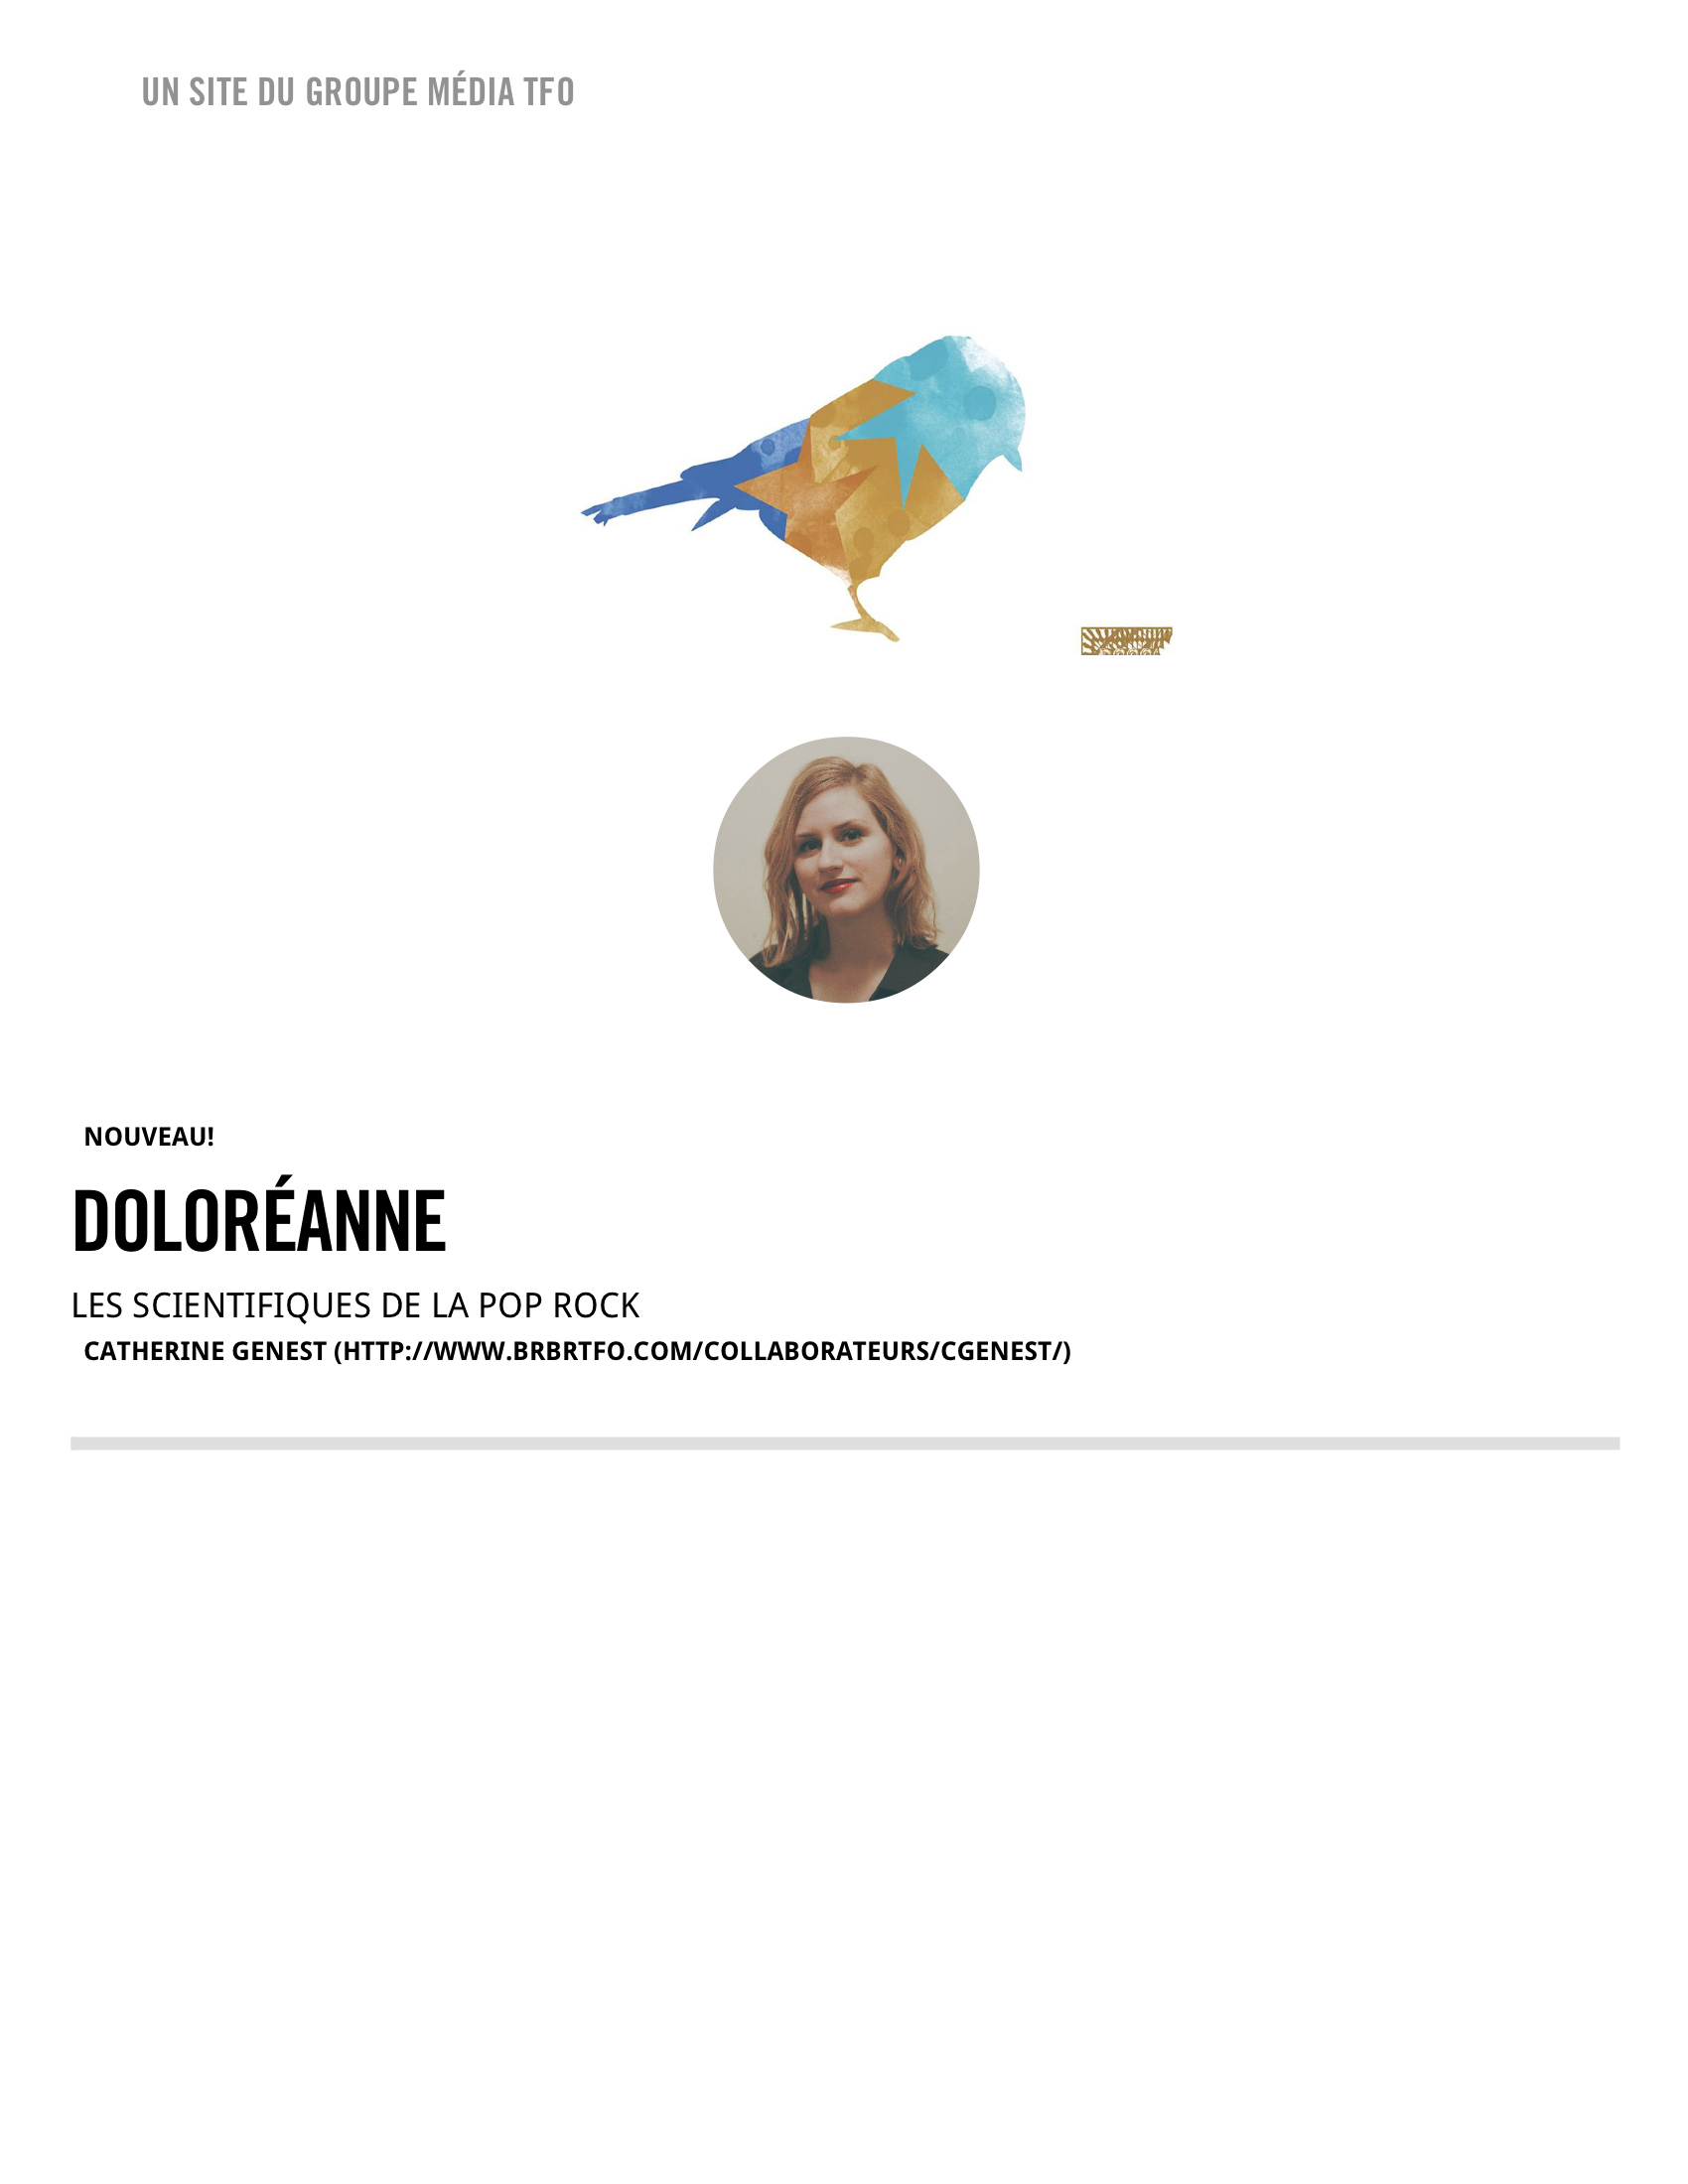 UN SITE DU GROUPE MÉDIA TFO
NOUVEAU!
DOLORÉANNE
LES SCIENTIFIQUES DE LA POP ROCK
CATHERINE GENEST (HTTP://WWW.BRBRTFO.COM/COLLABORATEURS/CGENEST/)